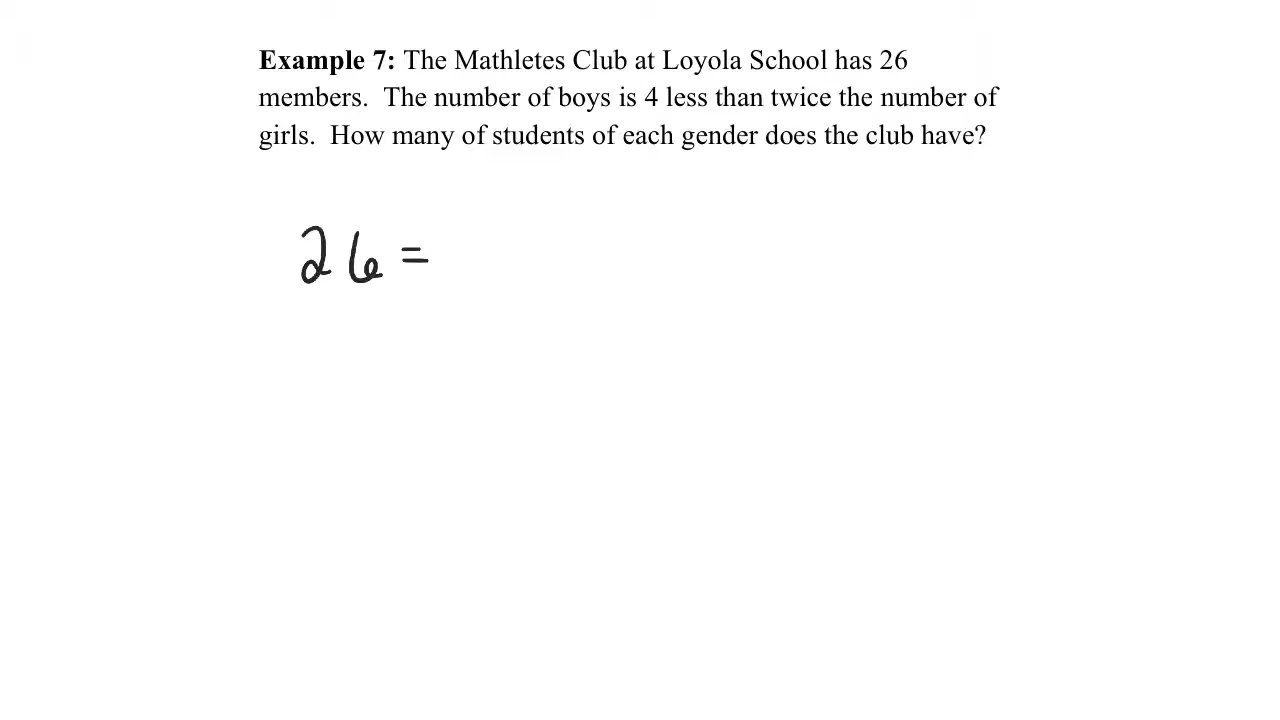 Example 7: The Mathletes Club at Loyola School has 26
members. The number of boys is 4 less than twice the number of
girls. How many of students of each gender does the club have?
26 =